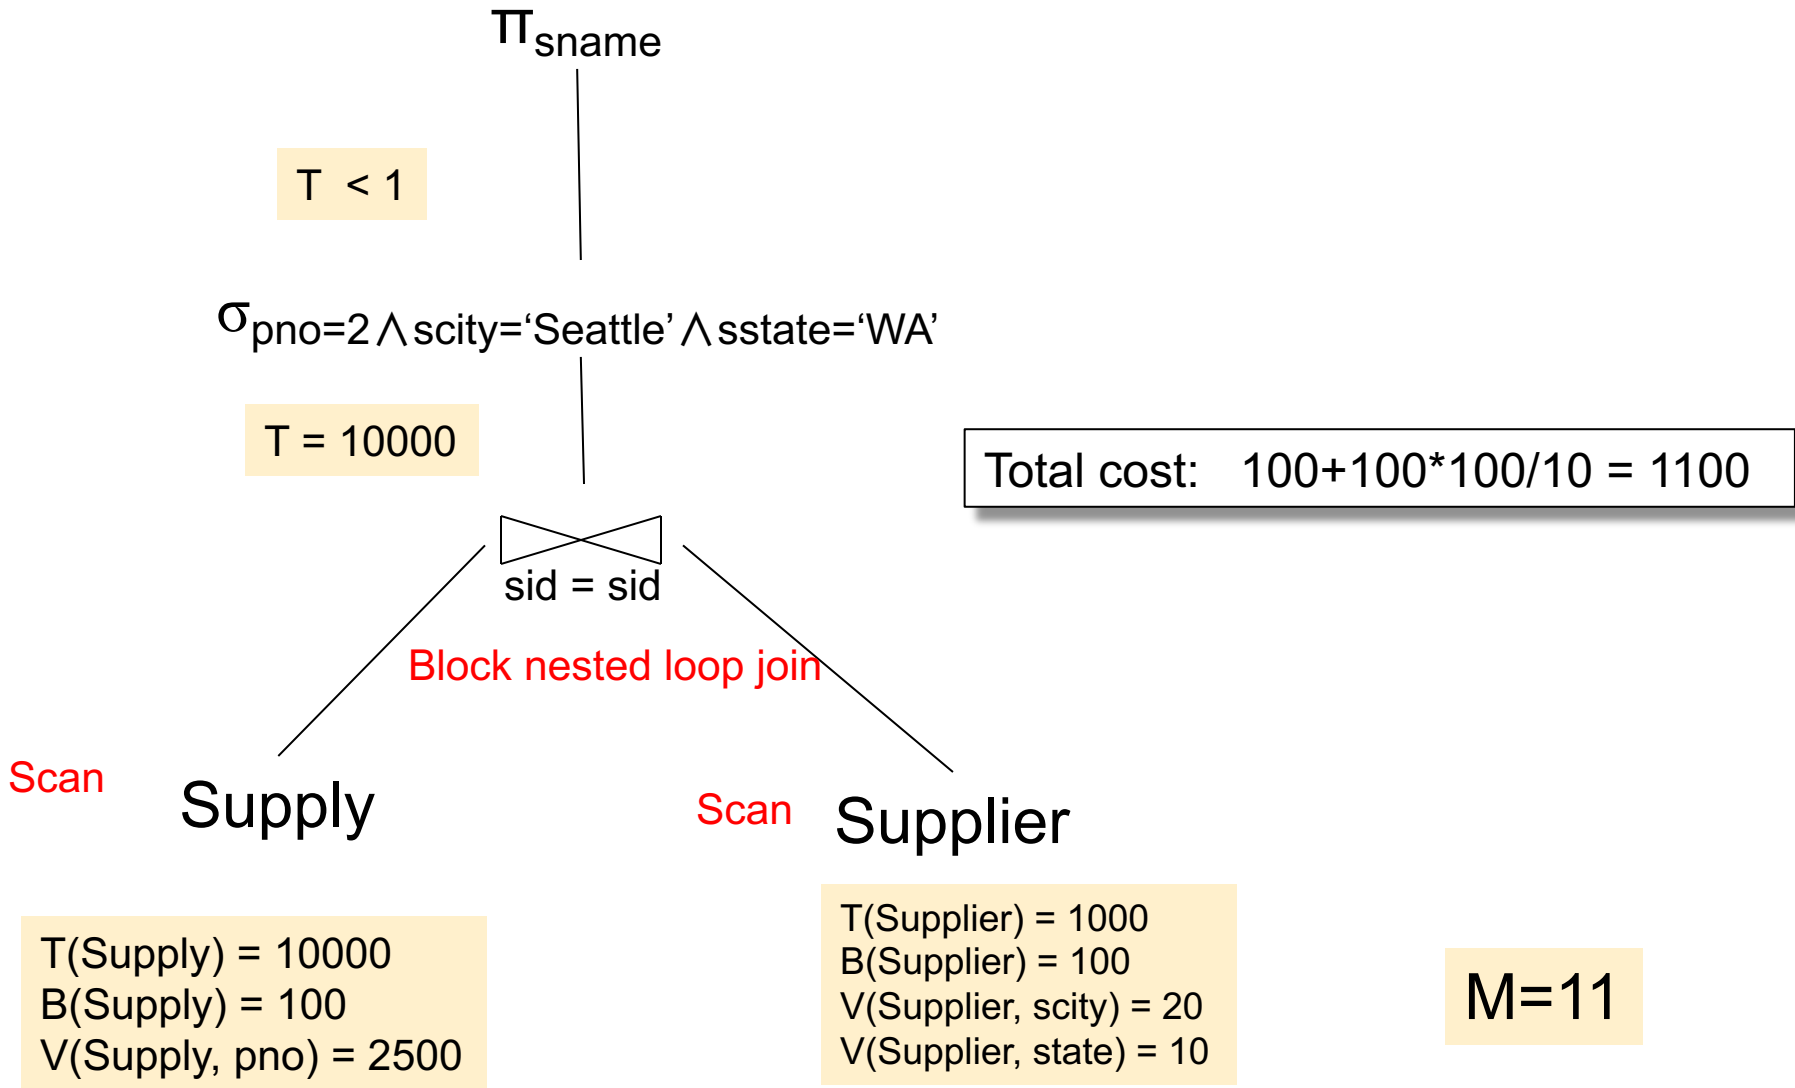 π sname
T < 1
σ pno=2 ∧ scity=‘Seattle’ ∧ sstate=‘WA’
T = 10000
Total cost: 100+100*100/10 = 1100
sid = sid
Block nested loop join
Scan
Supply
Scan
Supplier
T(Supply) = 10000
B(Supply) = 100
V(Supply, pno) = 2500
T(Supplier) = 1000
B(Supplier) = 100
V(Supplier, scity) = 20
V(Supplier, state) = 10
M=11